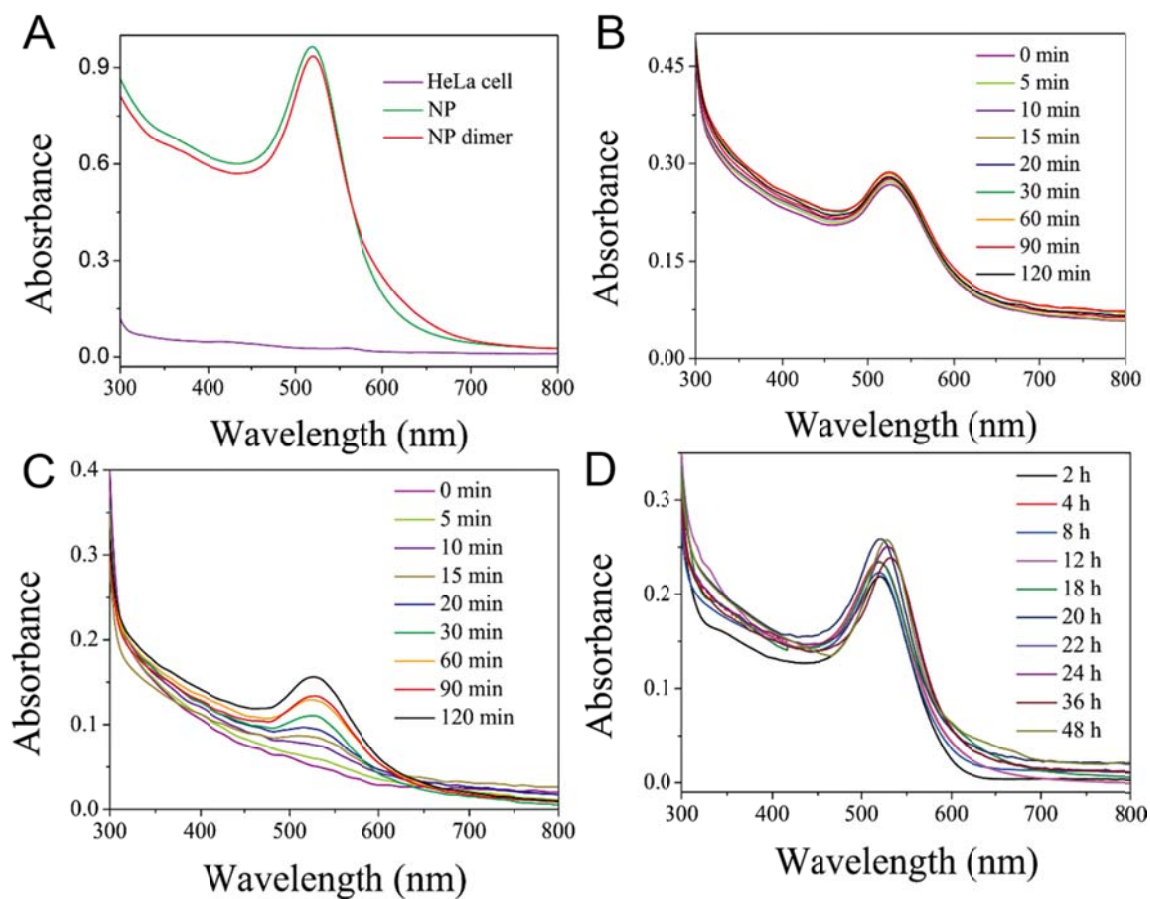 A
Abosrbance
0.9
0.6
0.3
0.0
HeLa cell
NP
NP dimer
300 400 500 600 700 800
Wavelength (nm)
B
Absorbance
0.45
0.30
0.15
0.00
0 min
5 min
10 min
15 min
20 min
30 min
60 min
90 min
120 min
300 400 500 600 700 800
Wavelength (nm)
C
Absorbance
0.4
0.3
0.2
0.1
0.0
0 min
5 min
10 min
15 min
20 min
30 min
60 min
90 min
120 min
300 400 500 600 700 800
Wavelength (nm)
D
Absorbance
0.3
0.2
0.1
0.0
2 h
4 h
8 h
12 h
18 h
20 h
22 h
24 h
36 h
48 h
300 400 500 600 700 800
Wavelength (nm)